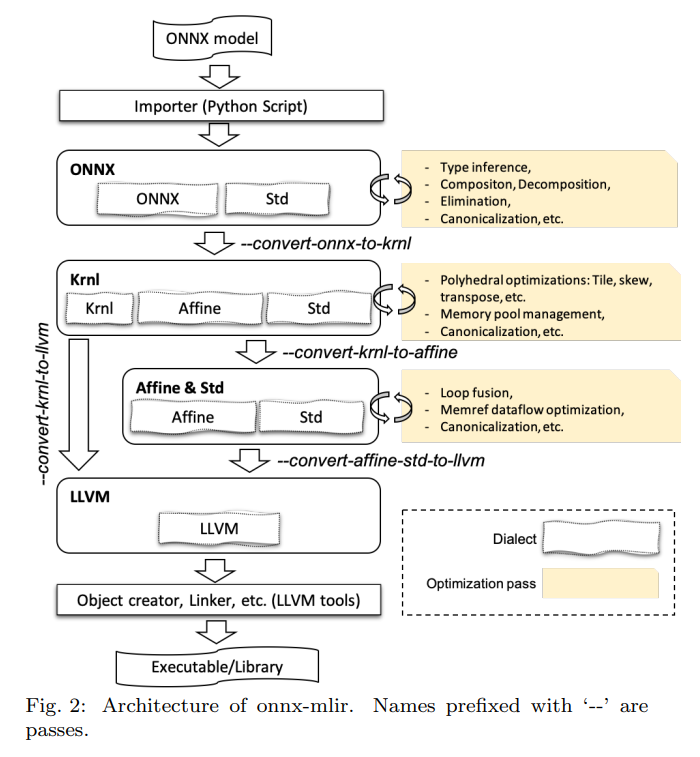 ONNX model
Importer (Python Script)
ONNX
ONNX
Std
- Type inference,
- Compositon, Decomposition,
- Elimination,
- Canonicalization, etc.
--convert-onnx-to-krnl
Krnl
Krnl
Affine
Std
- Polyhedral optimizations: Tile, skew,
transpose, etc.
- Memory pool management,
- Canonicalization, etc.
--convert-krnl-to-llvm
--convert-krnl-to-affine
Affine & Std
Affine
Std
- Loop fusion,
- Memref dataflow optimization,
- Canonicalization, etc.
--convert-affine-std-to-llvm
LLVM
LLVM
Dialect
Optimization pass
Object creator, Linker, etc. (LLVM tools)
Executable/Library
Fig. 2: Architecture of onnx-mlir. Names prefixed with ‘--’ are
passes.